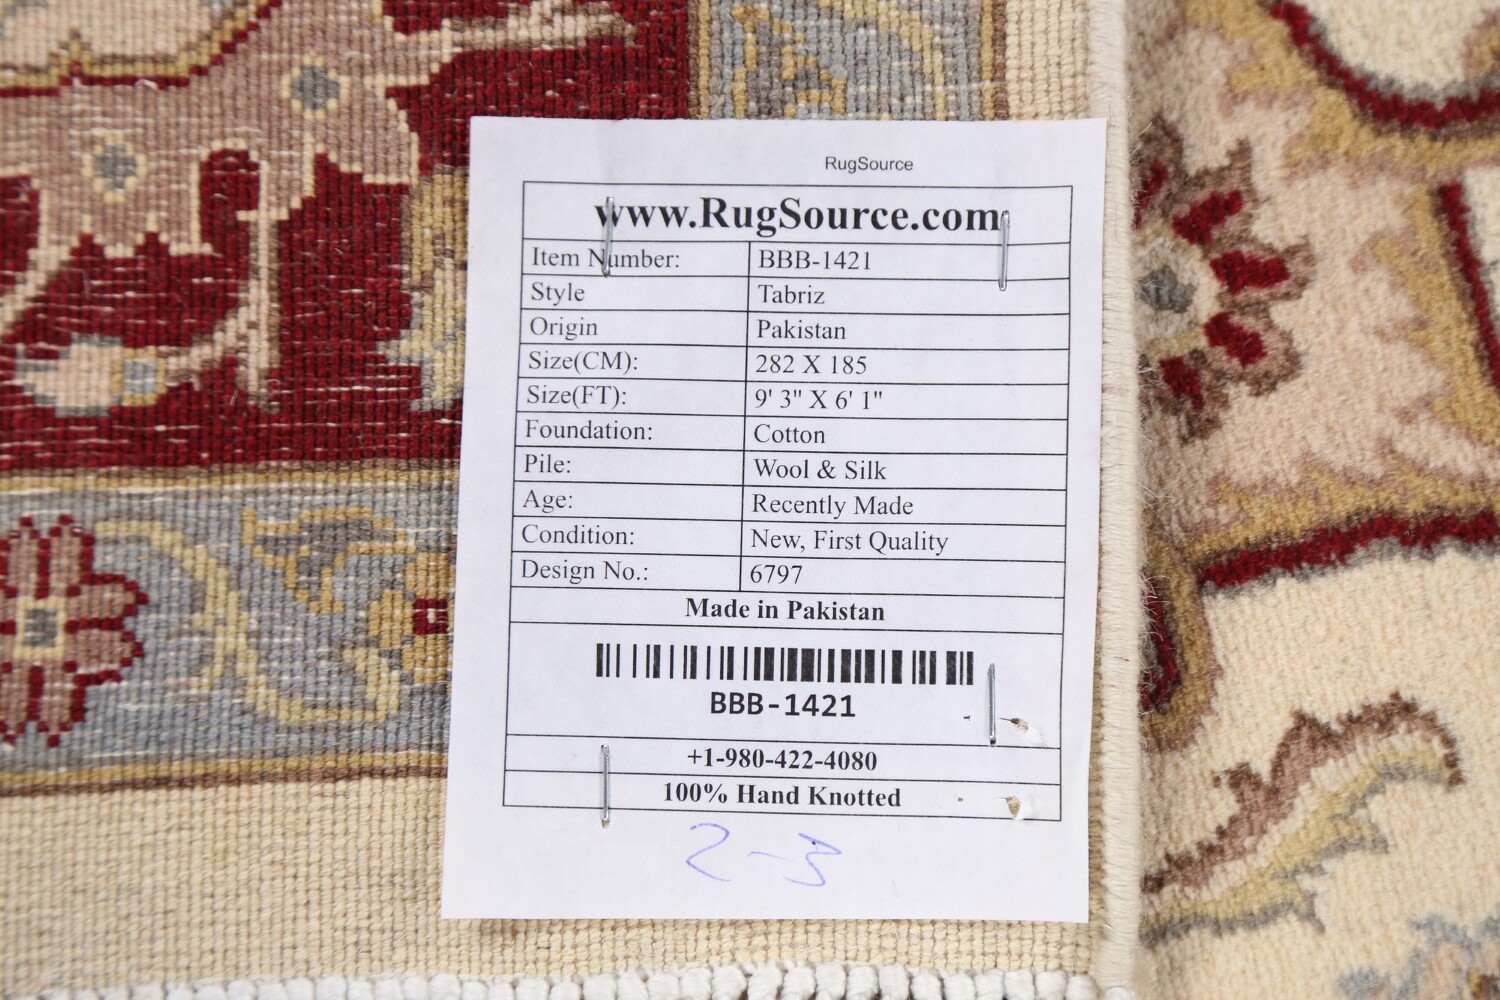 RugSource
www.RugSource.com
Item Number: BBB-1421
Style Tabriz
Origin Pakistan
Size(CM): 282 X 185
Size(FT): 9' 3" X 6' 1"
Foundation: Cotton
Pile: Wool & Silk
Age: Recently Made
Condition: New, First Quality
Design No.: 6797
Made in Pakistan
BBB-1421
+1-980-422-4080
100% Hand Knotted
2-3